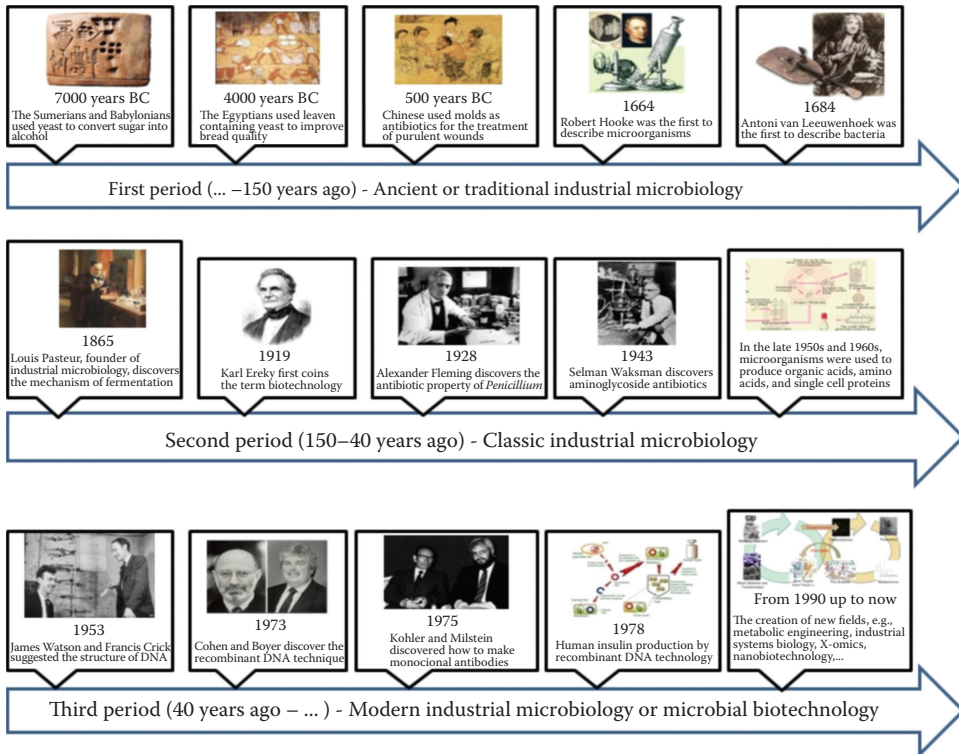 7000 years BC
The Sumerians and Babylonians
used yeast to convert sugar into
alcohol
4000 years BC
The Egyptians used leaven
containing yeast to improve
bread quality
500 years BC
Chinese used molds as
antibiotics for the treatment
of purulent wounds
1664
Robert Hooke was the first to
describe microorganisms
1684
Antoni van Leeuwenhoek was
the first to describe bacteria
First period (... –150 years ago) - Ancient or traditional industrial microbiology
1865
Louis Pasteur, founder of
industrial microbiology, discovers
the mechanism of fermentation
1919
Karl Ereky first coins
the term biotechnology
1928
Alexander Fleming discovers the
antibiotic property of Penicillium
1943
Selman Waksman discovers
aminoglycoside antibiotics
In the late 1950s and 1960s,
microorganisms were used to
produce organic acids, amino
acids, and single cell proteins
Second period (150–40 years ago) - Classic industrial microbiology
1953
James Watson and Francis Crick
suggested the structure of DNA
1973
Cohen and Boyer discover the
recombinant DNA technique
1975
Kohler and Milstein
discovered how to make
monocional antibodies
1978
Human insulin production by
recombinant DNA technology
From 1990 up to now
The creation of new fields, e.g.,
metabolic engineering, industrial
systems biology, X-omics,
nanobiotechnology,...
Third period (40 years ago – ... ) - Modern industrial microbiology or microbial biotechnology